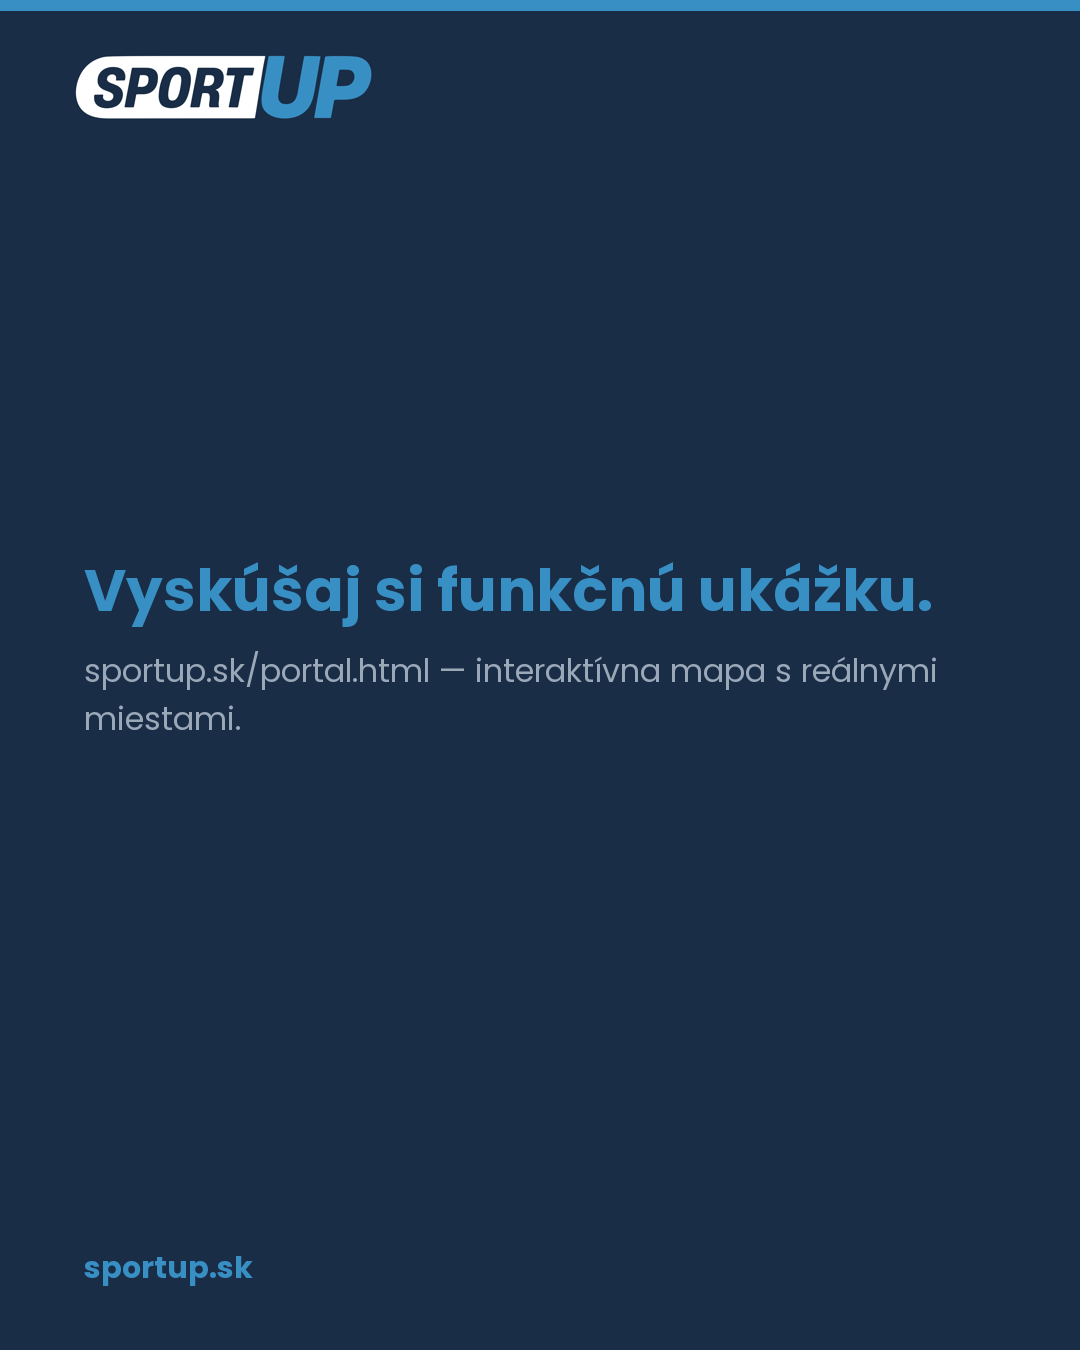 SPORTUP
Vyskúšaj si funkčnú ukážku.
sportup.sk/portal.html — interaktívna mapa s reálnymi
miestami.
sportup.sk